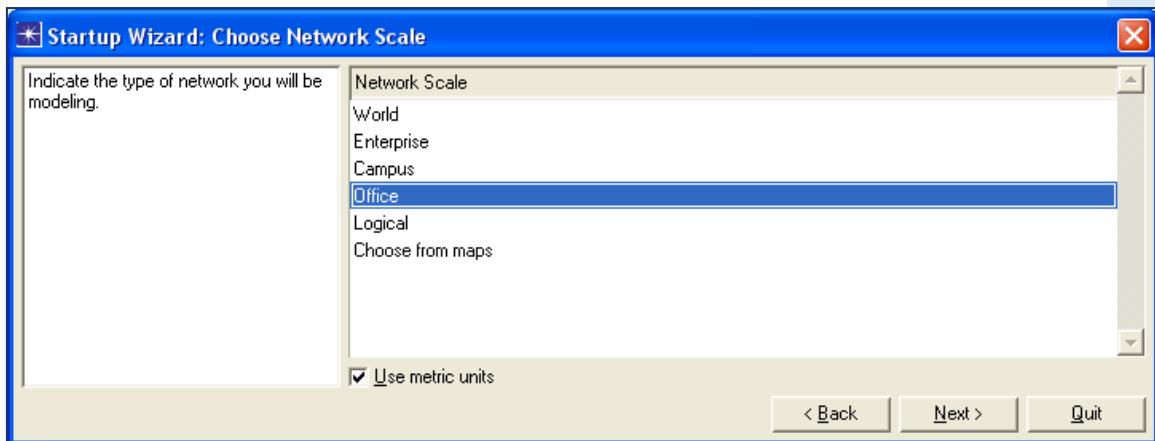 Startup Wizard: Choose Network Scale
Indicate the type of network you will be
modeling.
Network Scale
World
Enterprise
Campus
Office
Logical
Choose from maps
Use metric units
< Back
Next >
Quit